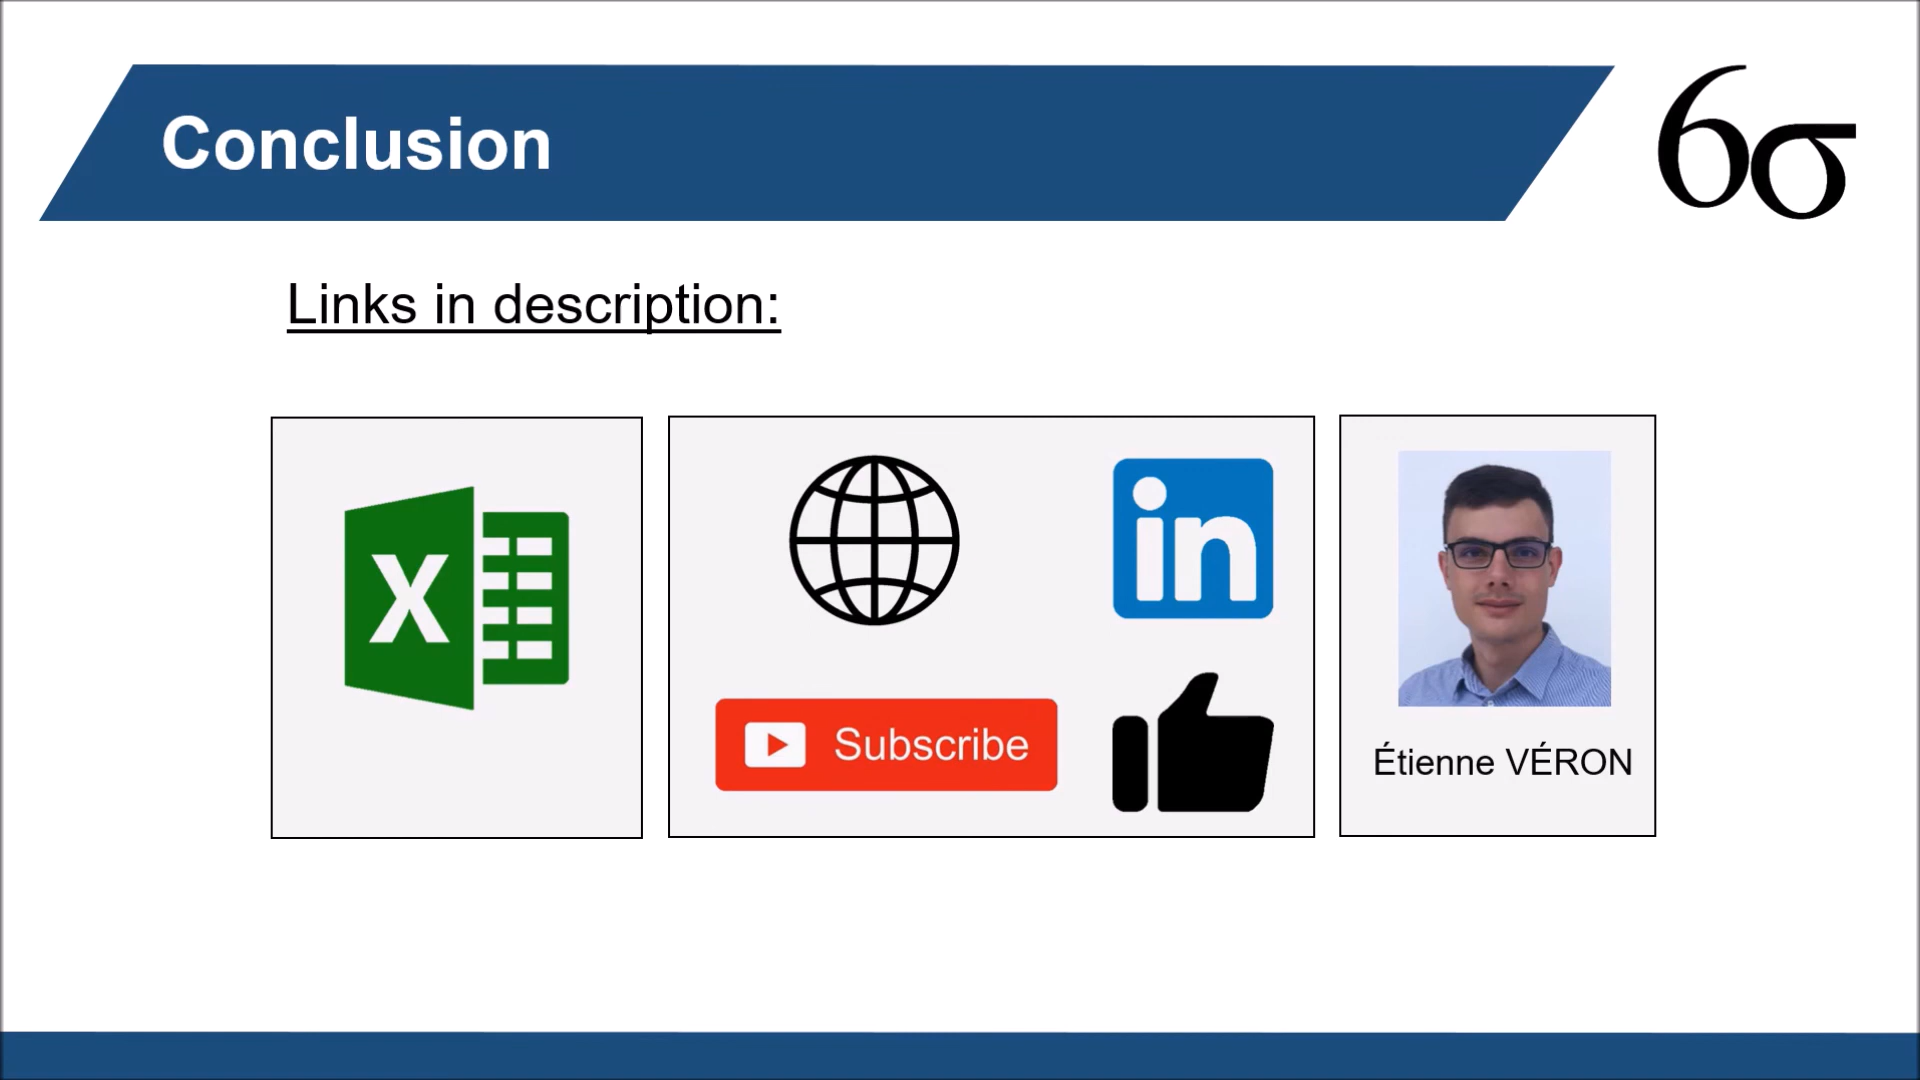 Conclusion
6σ
Links in description:
X
in
Subscribe
Étienne VÉRON